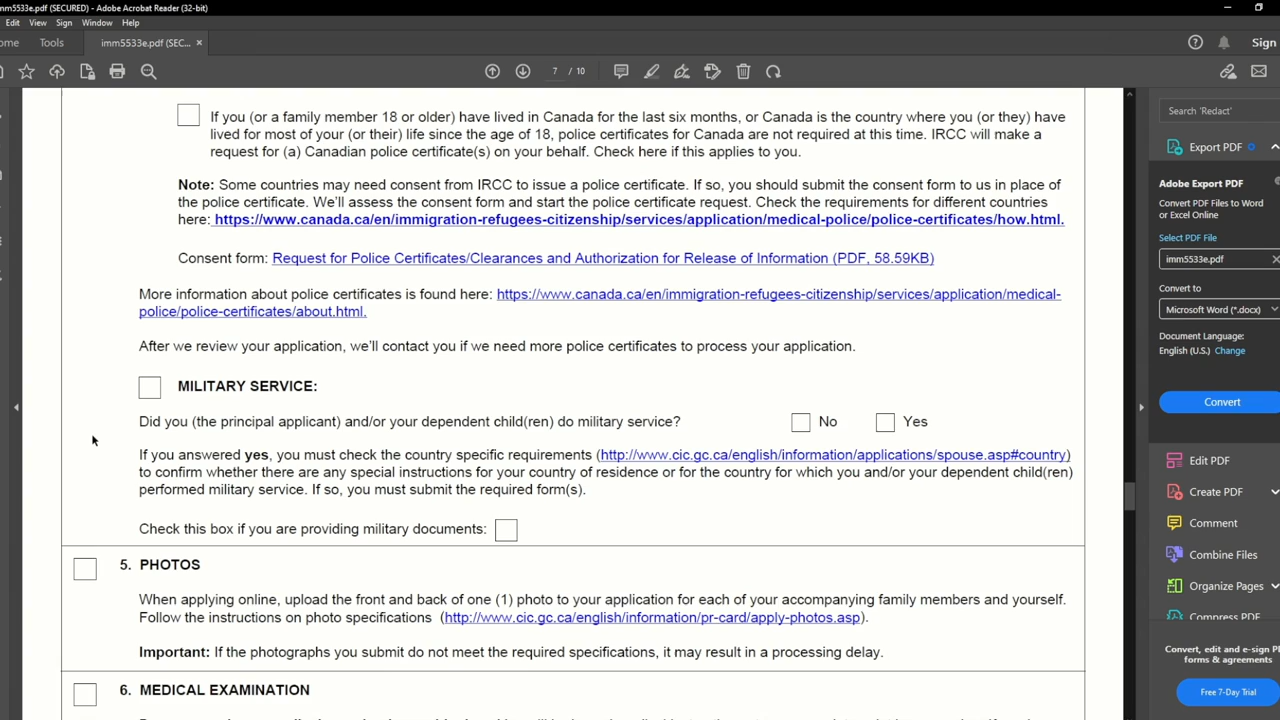 imm5533e.pdf (SECURED) - Adobe Acrobat Reader (32-bit)
Edit View Sign Window Help
Tools imm5533e.pdf (SEC... × Sign
7 / 10
If you (or a family member 18 or older) have lived in Canada for the last six months, or Canada is the country where you (or they) have
lived for most of your (or their) life since the age of 18, police certificates for Canada are not required at this time. IRCC will make a
request for (a) Canadian police certificate(s) on your behalf. Check here if this applies to you.
Note: Some countries may need consent from IRCC to issue a police certificate. If so, you should submit the consent form to us in place of
the police certificate. We'll assess the consent form and start the police certificate request. Check the requirements for different countries
here: https://www.canada.ca/en/immigration-refugees-citizenship/services/application/medical-police/police-certificates/how.html.
Consent form: Request for Police Certificates/Clearances and Authorization for Release of Information (PDF, 58.59KB)
More information about police certificates is found here: https://www.canada.ca/en/immigration-refugees-citizenship/services/application/medical-
police/police-certificates/about.html.
After we review your application, we'll contact you if we need more police certificates to process your application.
MILITARY SERVICE:
Did you (the principal applicant) and/or your dependent child(ren) do military service? No Yes
If you answered yes, you must check the country specific requirements (http://www.cic.gc.ca/english/information/applications/spouse.asp#country)
to confirm whether there are any special instructions for your country of residence or for the country for which you and/or your dependent child(ren)
performed military service. If so, you must submit the required form(s).
Check this box if you are providing military documents:
5. PHOTOS
When applying online, upload the front and back of one (1) photo to your application for each of your accompanying family members and yourself.
Follow the instructions on photo specifications (http://www.cic.gc.ca/english/information/pr-card/apply-photos.asp).
Important: If the photographs you submit do not meet the required specifications, it may result in a processing delay.
6. MEDICAL EXAMINATION
Search 'Redact'
Export PDF
Adobe Export PDF
Convert PDF Files to Word
or Excel Online
Select PDF File
imm5533e.pdf
Convert to
Microsoft Word (*.docx)
Document Language:
English (U.S.) Change
Convert
Edit PDF
Create PDF
Comment
Combine Files
Organize Pages
Compress PDF
Convert, edit and e-sign
forms & agreements
Free 7-Day Trial